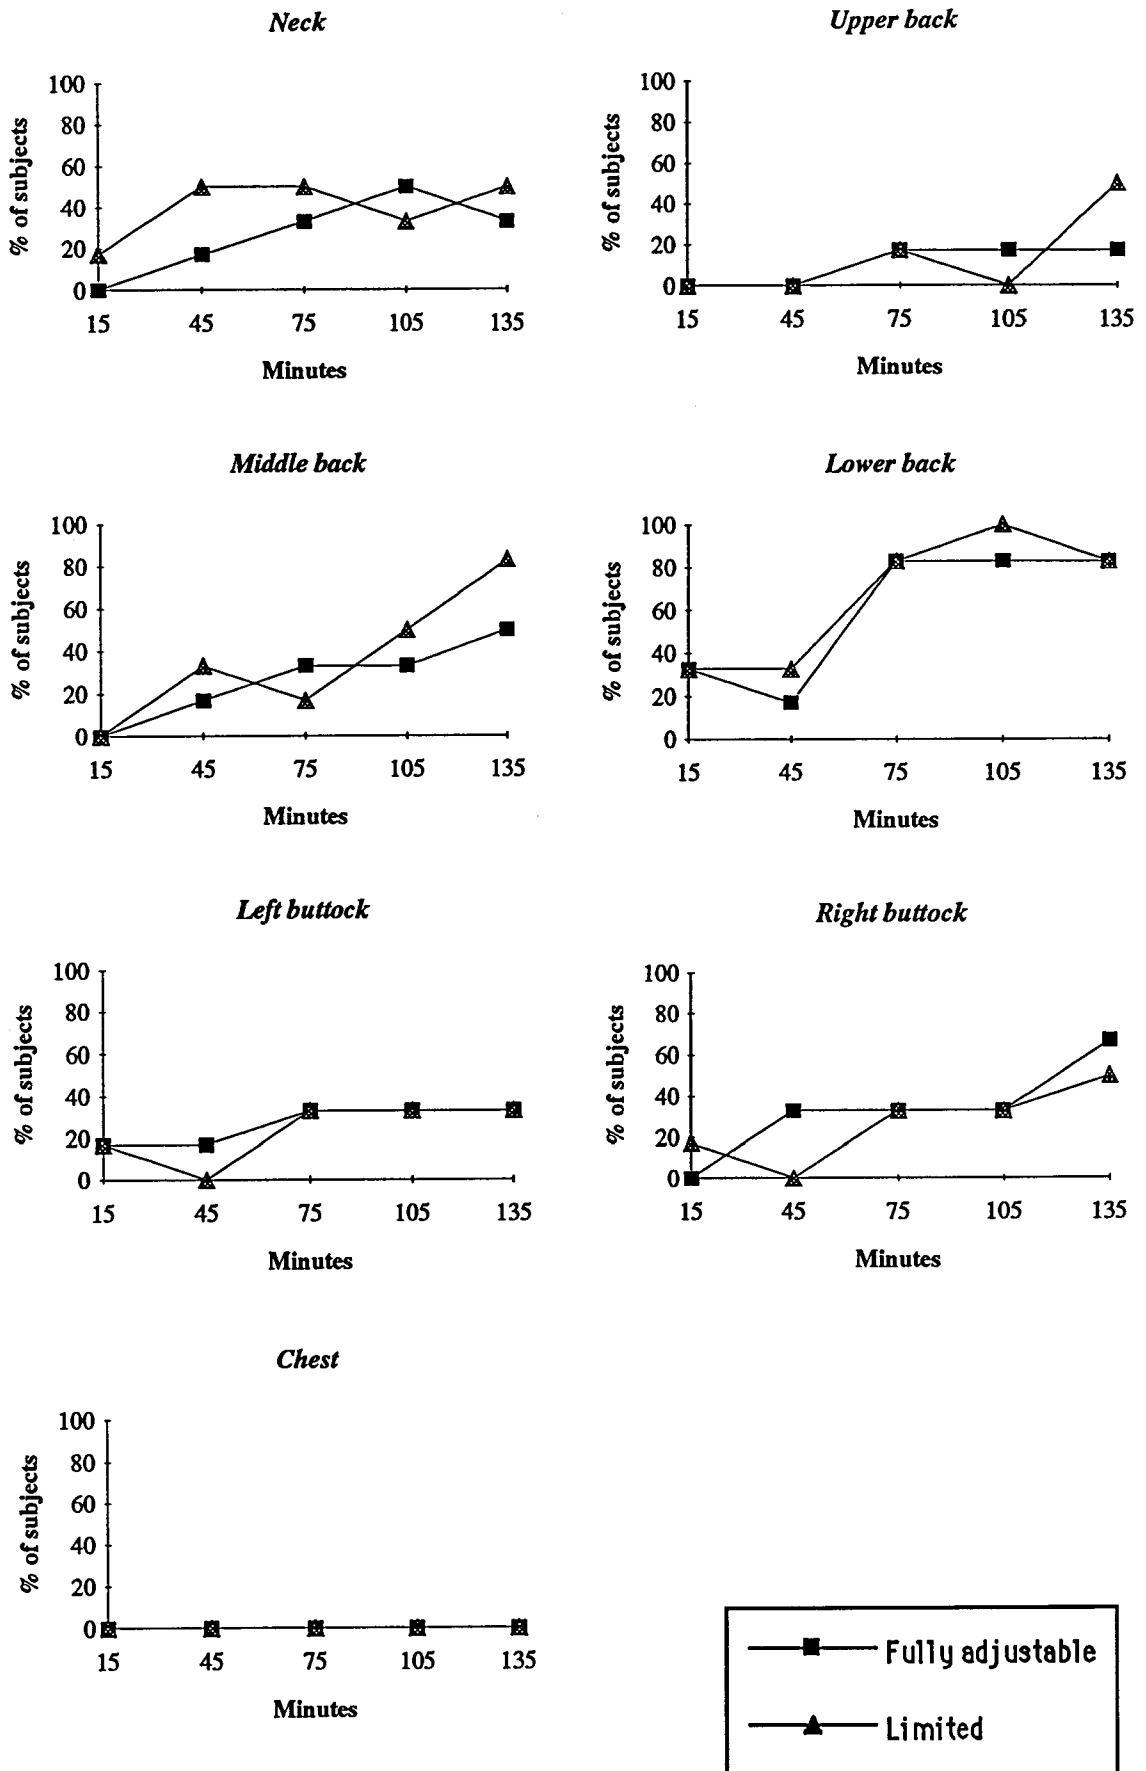 Neck
100
80
60
40
20
0
% of subjects
15 45 75 105 135
Minutes
Upper back
100
80
60
40
20
0
% of subjects
15 45 75 105 135
Minutes
Middle back
100
80
60
40
20
0
% of subjects
15 45 75 105 135
Minutes
Lower back
100
80
60
40
20
0
% of subjects
15 45 75 105 135
Minutes
Left buttock
100
80
60
40
20
0
% of subjects
15 45 75 105 135
Minutes
Right buttock
100
80
60
40
20
0
% of subjects
15 45 75 105 135
Minutes
Chest
100
80
60
40
20
0
% of subjects
15 45 75 105 135
Minutes
Fully adjustable
Limited